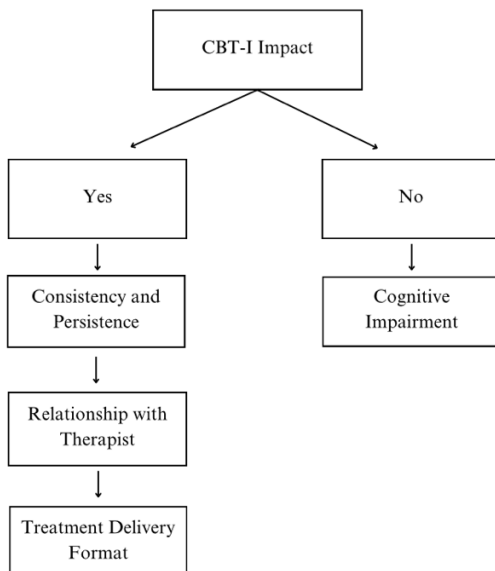 CBT-I Impact
Yes
No
Consistency and
Persistence
Cognitive
Impairment
Relationship with
Therapist
Treatment Delivery
Format